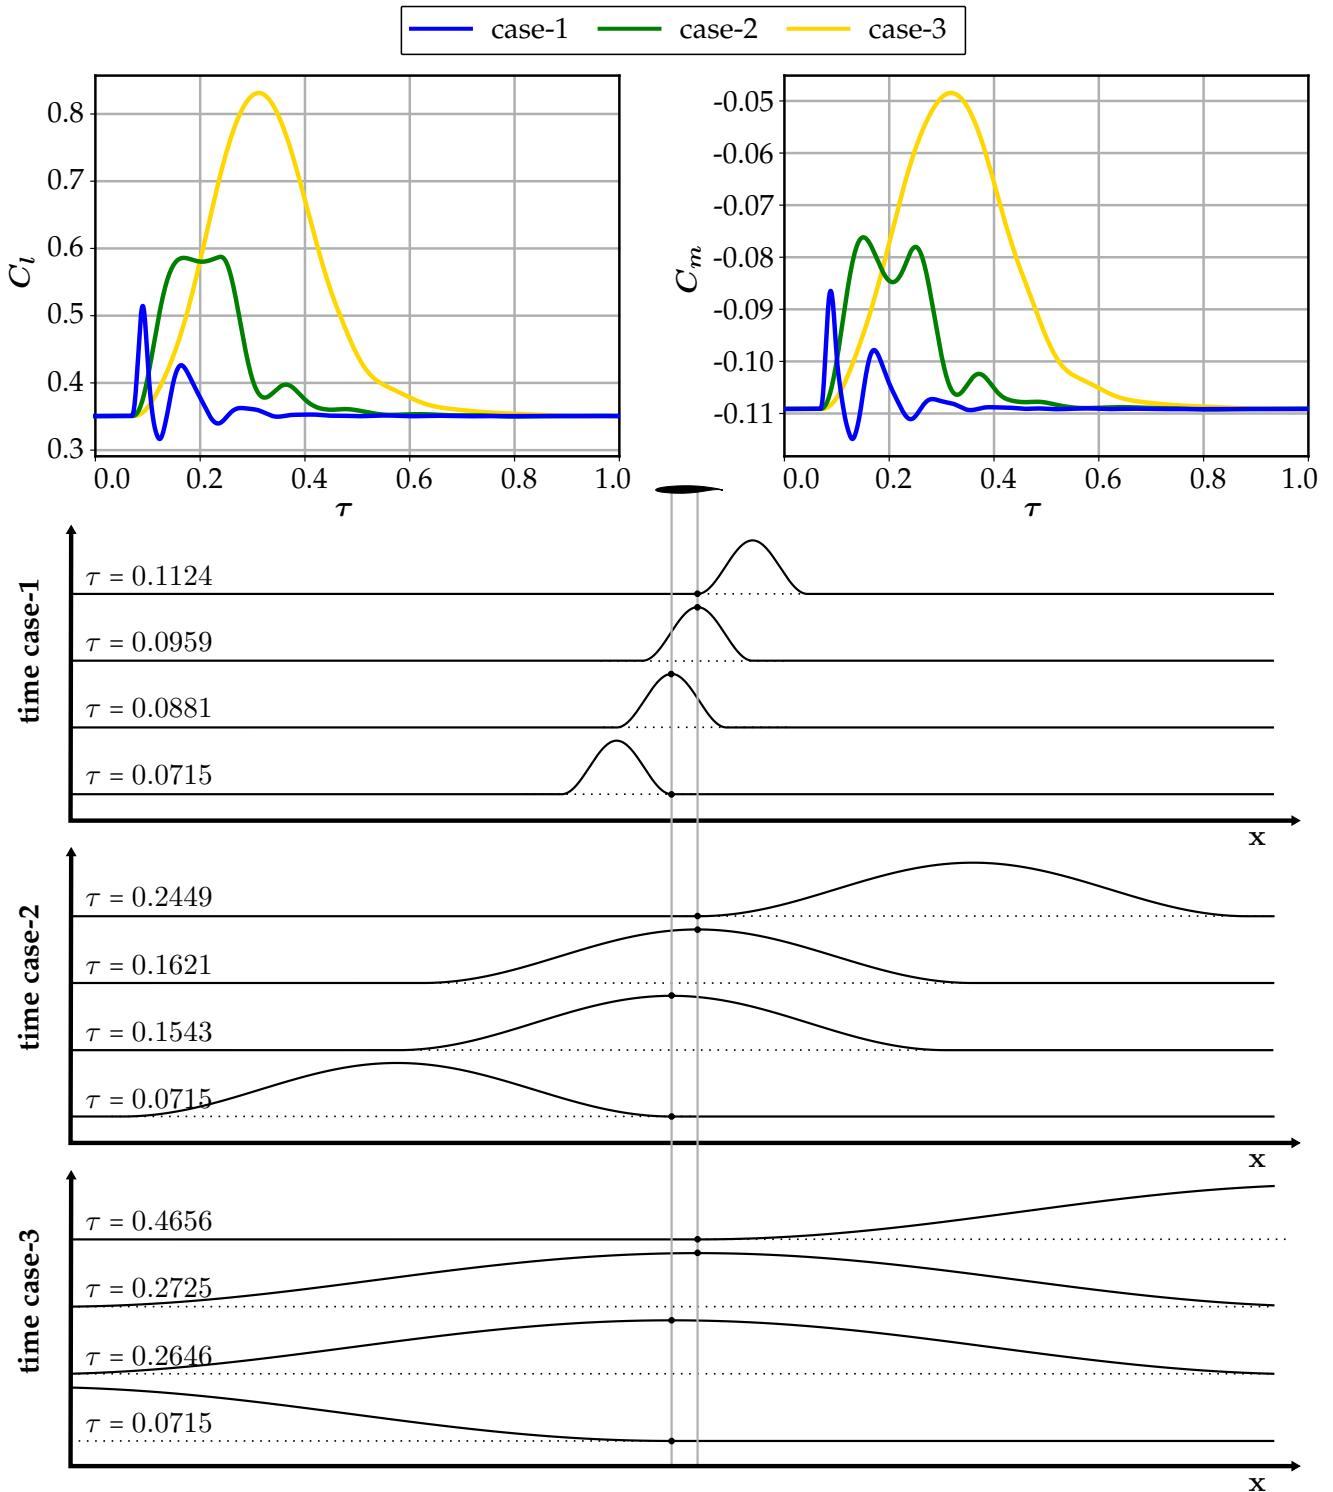 case-1 case-2 case-3
0.8
0.7
0.6
0.5
0.4
0.3
C_l
0.0 0.2 0.4 0.6 0.8 1.0
τ
-0.05
-0.06
-0.07
-0.08
-0.09
-0.10
-0.11
C_m
0.0 0.2 0.4 0.6 0.8 1.0
τ
time case-1
τ = 0.1124
τ = 0.0959
τ = 0.0881
τ = 0.0715
x
time case-2
τ = 0.2449
τ = 0.1621
τ = 0.1543
τ = 0.0715
x
time case-3
τ = 0.4656
τ = 0.2725
τ = 0.2646
τ = 0.0715
x